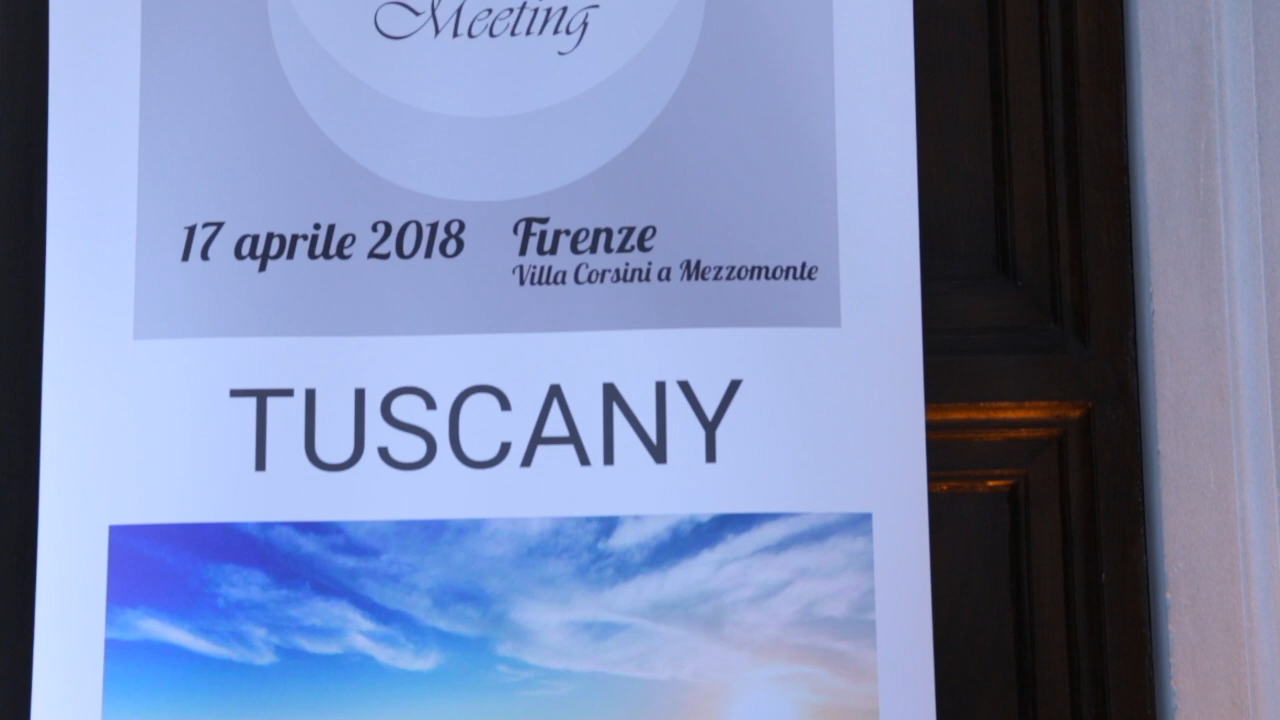 Meeting
17 aprile 2018
Firenze
Villa Corsini a Mezzomonte
TUSCANY